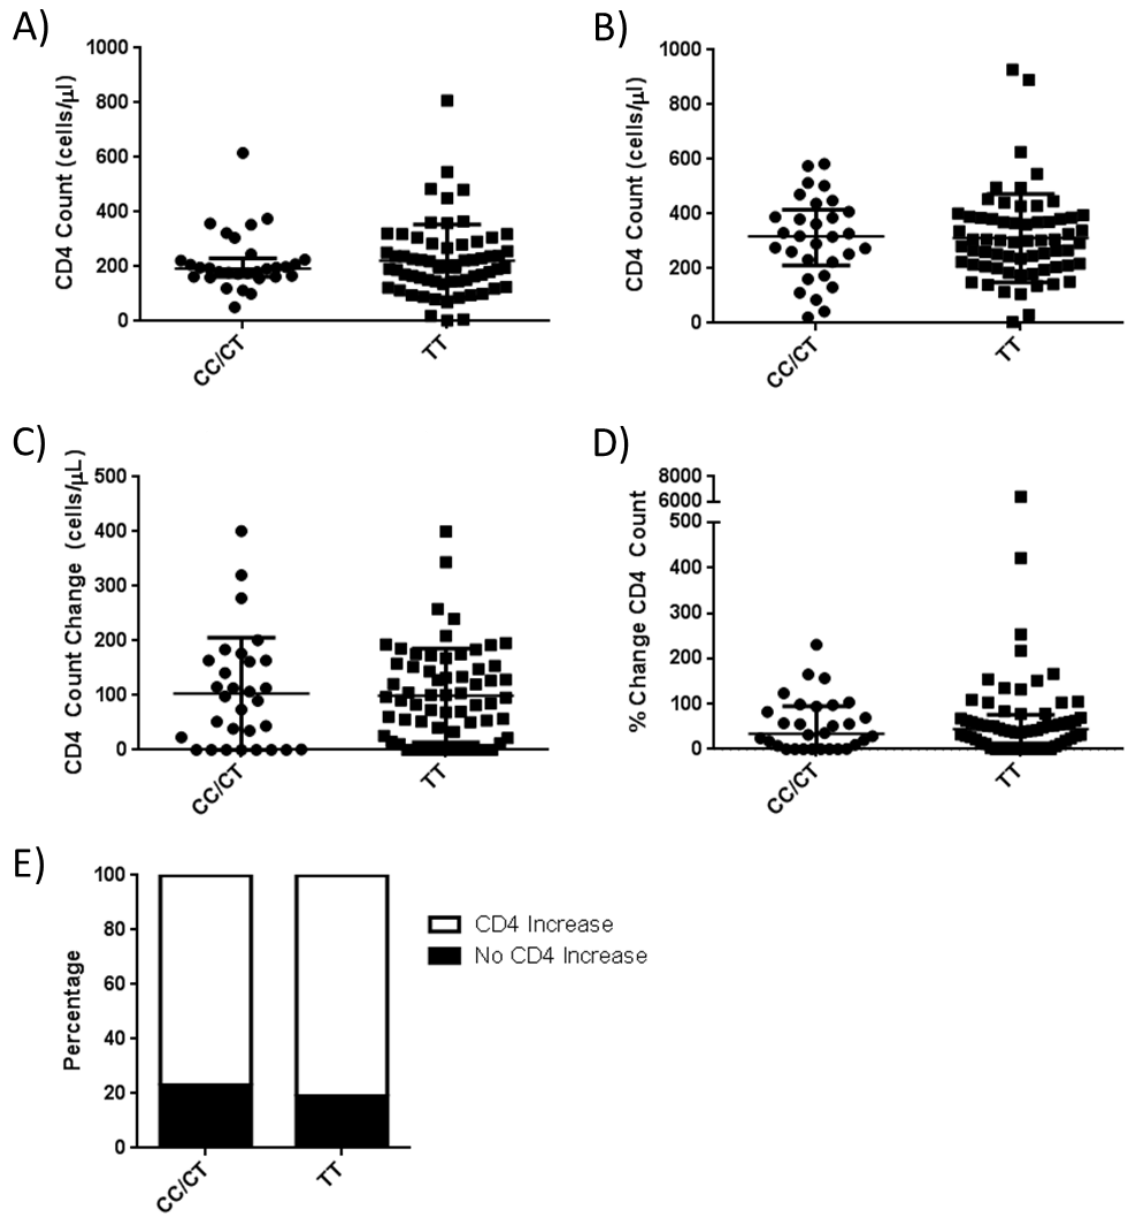 A)
CD4 Count (cells/µl)
1000
800
600
400
200
0
CC/CT
TT
B)
CD4 Count (cells/µl)
1000
800
600
400
200
0
CC/CT
TT
C)
CD4 Count Change (cells/µL)
500
400
300
200
100
0
CC/CT
TT
D)
% Change CD4 Count
8000
6000
500
400
300
200
100
0
CC/CT
TT
E)
Percentage
100
80
60
40
20
0
CC/CT
TT
CD4 Increase
No CD4 Increase